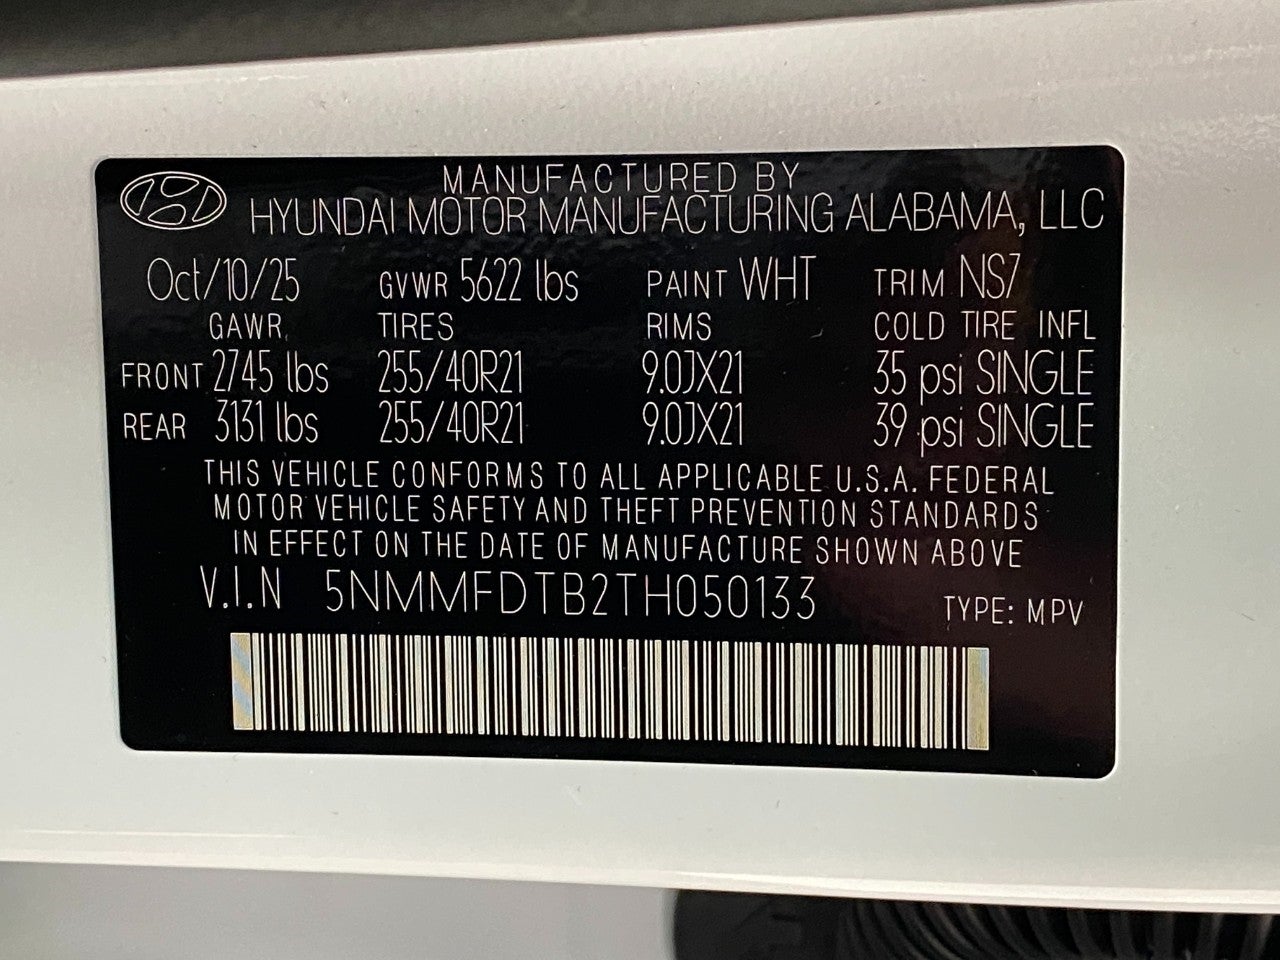 MANUFACTURED BY
HYUNDAI MOTOR MANUFACTURING ALABAMA, LLC
Oct/10/25 GVWR 5622 lbs PAINT WHT TRIM NS7
GAWR TIRES RIMS COLD TIRE INFL
FRONT 2745 lbs 255/40R21 9.0JX21 35 psi SINGLE
REAR 3131 lbs 255/40R21 9.0JX21 39 psi SINGLE
THIS VEHICLE CONFORMS TO ALL APPLICABLE U.S.A. FEDERAL
MOTOR VEHICLE SAFETY AND THEFT PREVENTION STANDARDS
IN EFFECT ON THE DATE OF MANUFACTURE SHOWN ABOVE
V.I.N 5NMMFDTB2TH050133 TYPE: MPV